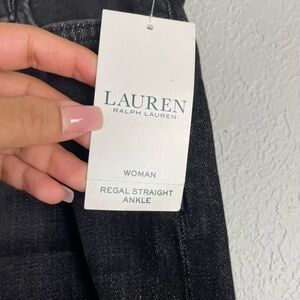 LAUREN
RALPH LAUREN
WOMAN
REGAL STRAIGHT
ANKLE